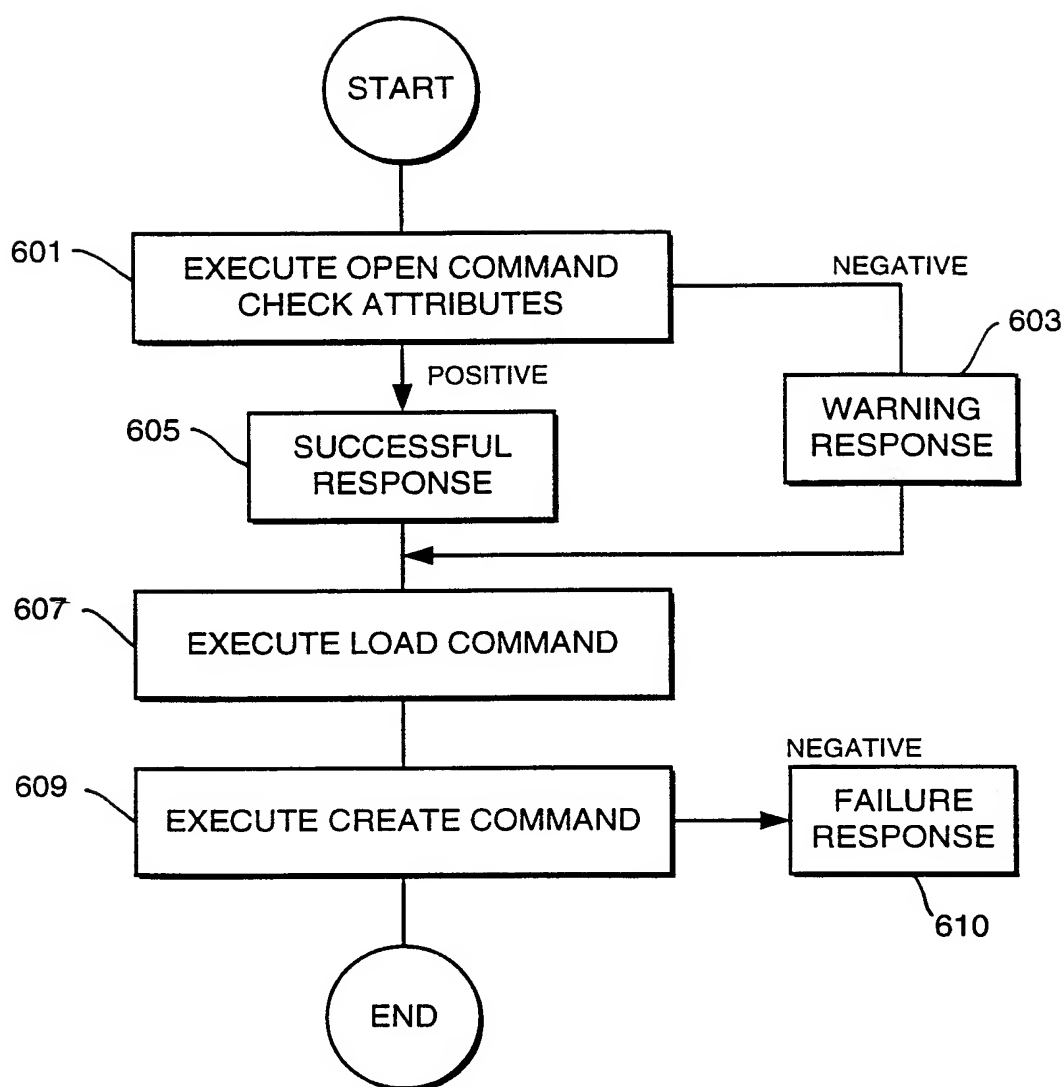 START
601
EXECUTE OPEN COMMAND
CHECK ATTRIBUTES
NEGATIVE
603
POSITIVE
WARNING
RESPONSE
605
SUCCESSFUL
RESPONSE
607
EXECUTE LOAD COMMAND
NEGATIVE
609
EXECUTE CREATE COMMAND
FAILURE
RESPONSE
610
END